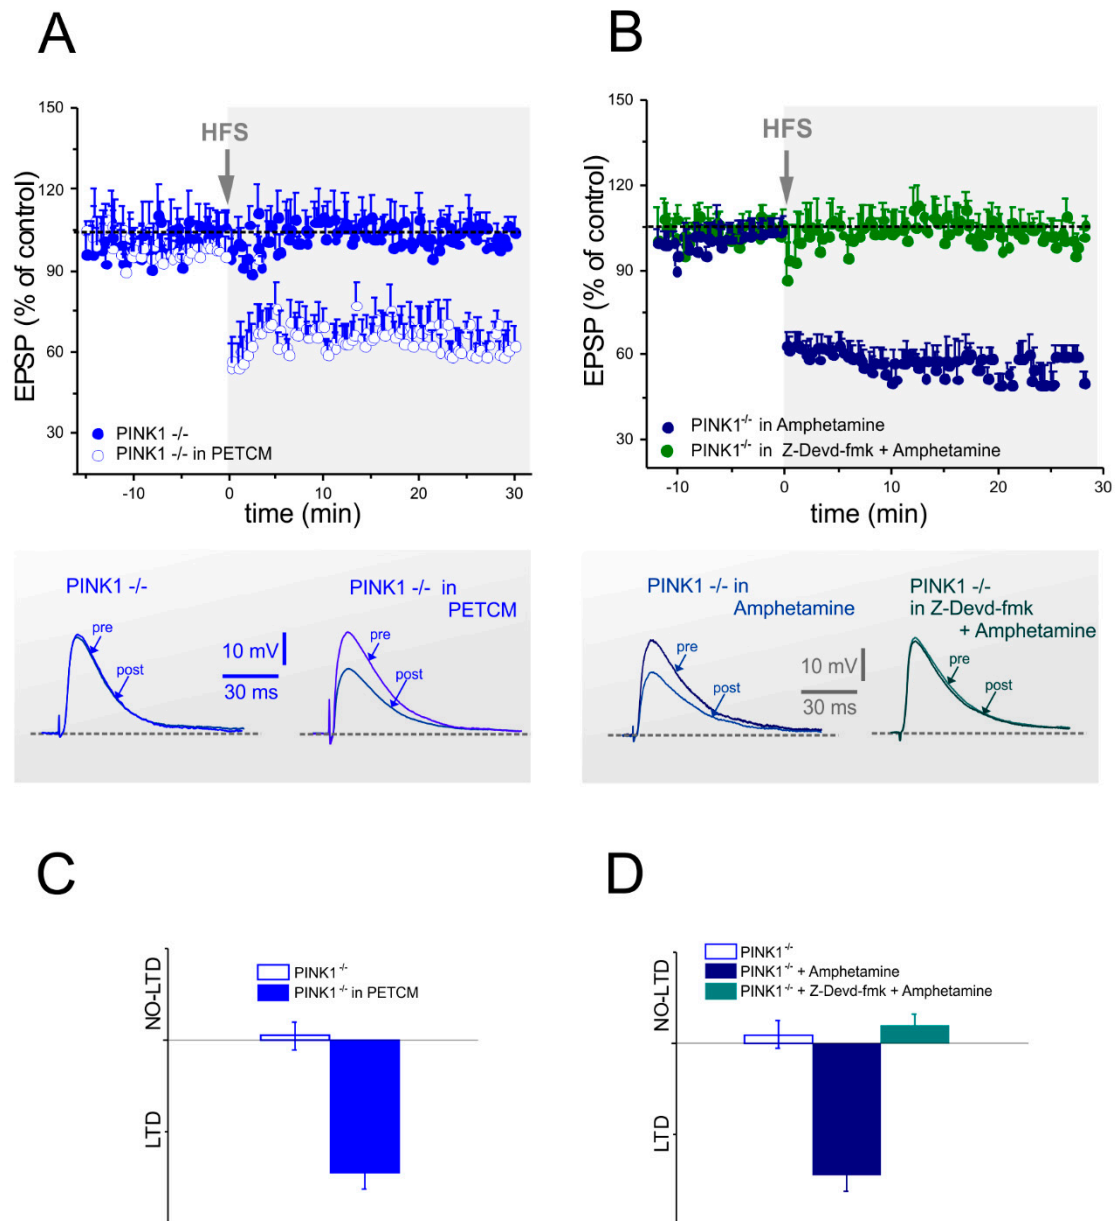 A
EPSP (% of control)
150
120
90
60
30
HFS
PINK1 -/-
PINK1 -/- in PETCM
-10 0 10 20 30
time (min)
B
EPSP (% of control)
150
120
90
60
30
HFS
PINK1-/- in Amphetamine
PINK1-/- in Z-Devd-fmk + Amphetamine
-10 0 10 20 30
time (min)
PINK1 -/-
pre
post
10 mV
30 ms
PINK1 -/- in
PETCM
pre
post
PINK1 -/- in
Amphetamine
pre
post
10 mV
30 ms
PINK1 -/-
in Z-Devd-fmk
+ Amphetamine
pre
post
C
NO-LTD
LTD
PINK1-/-
PINK1-/- in PETCM
D
NO-LTD
LTD
PINK1-/-
PINK1-/- + Amphetamine
PINK1-/- + Z-Devd-fmk + Amphetamine